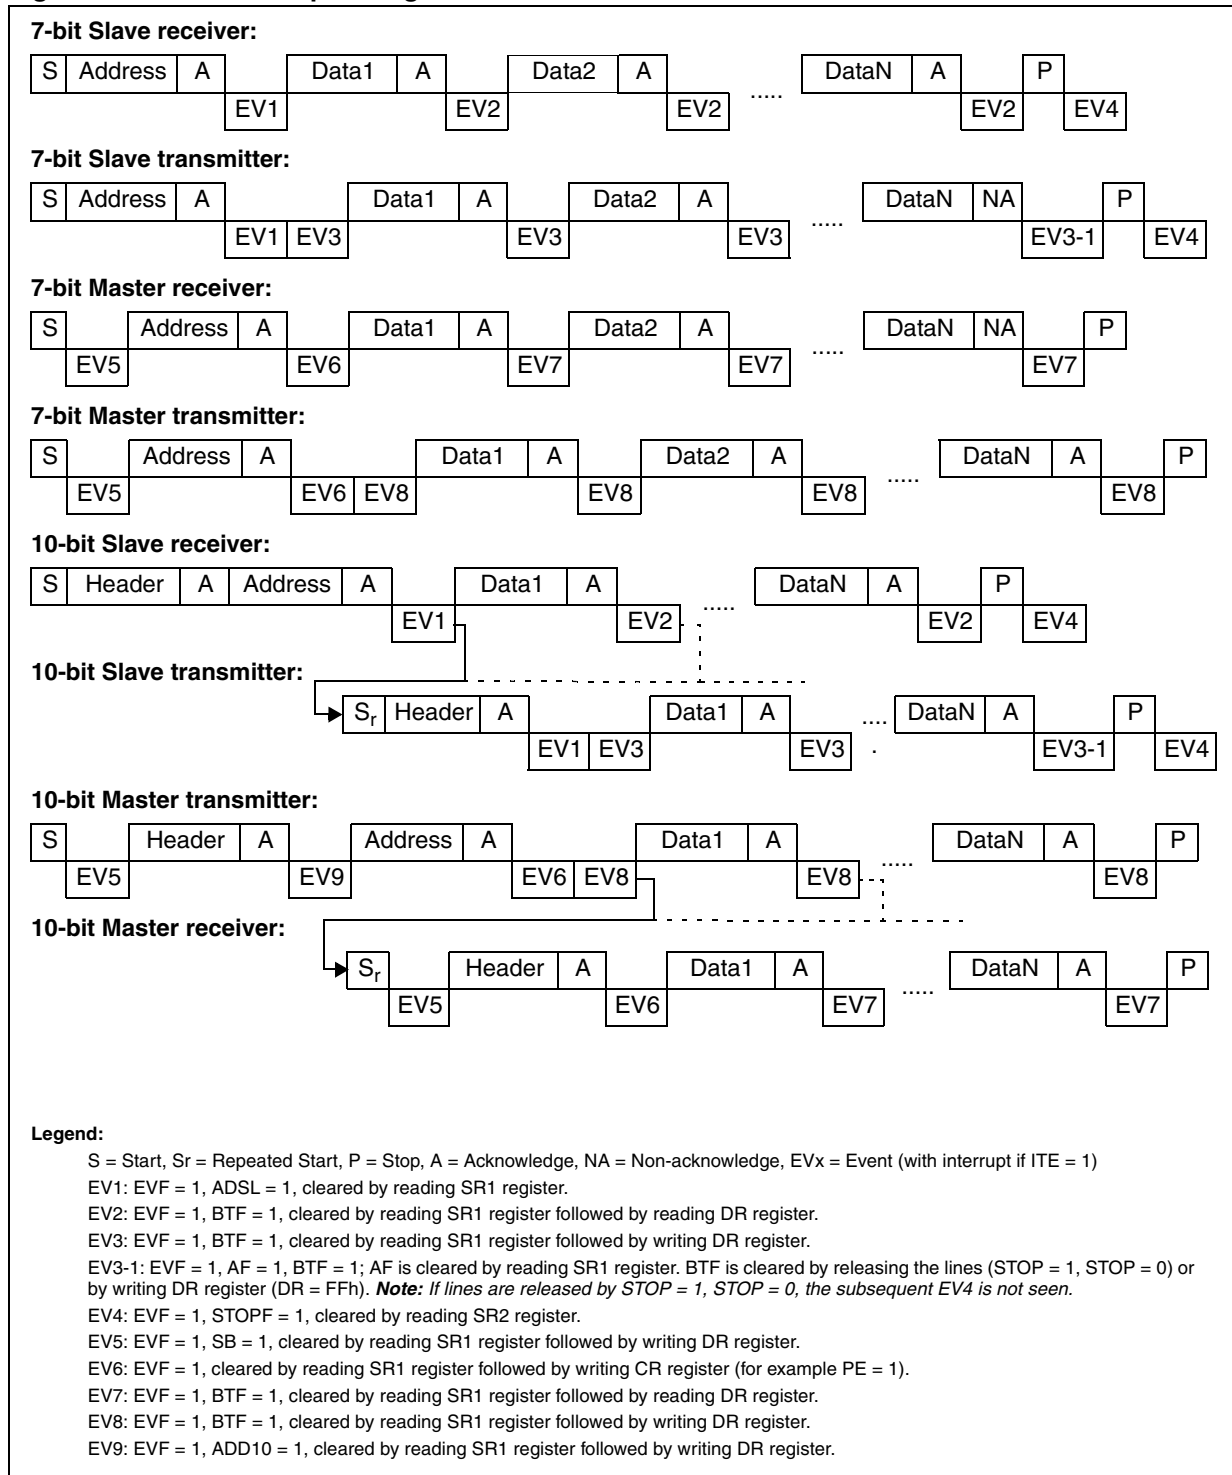 7-bit Slave receiver:
S Address A Data1 A Data2 A ..... DataN A P
EV1 EV2 EV2 EV2 EV4
7-bit Slave transmitter:
S Address A Data1 A Data2 A ..... DataN NA P
EV1 EV3 EV3 EV3 EV3-1 EV4
7-bit Master receiver:
S Address A Data1 A Data2 A ..... DataN NA P
EV5 EV6 EV7 EV7 EV7
7-bit Master transmitter:
S Address A Data1 A Data2 A ..... DataN A P
EV5 EV6 EV8 EV8 EV8 EV8
10-bit Slave receiver:
S Header A Address A Data1 A ..... DataN A P
EV1 EV2 EV2 EV4
10-bit Slave transmitter:
Sr Header A Data1 A .... DataN A P
EV1 EV3 EV3 . EV3-1 EV4
10-bit Master transmitter:
S Header A Address A Data1 A ..... DataN A P
EV5 EV9 EV6 EV8 EV8 EV8
10-bit Master receiver:
Sr Header A Data1 A ..... DataN A P
EV5 EV6 EV7 EV7
Legend:
S = Start, Sr = Repeated Start, P = Stop, A = Acknowledge, NA = Non-acknowledge, EVx = Event (with interrupt if ITE = 1)
EV1: EVF = 1, ADSL = 1, cleared by reading SR1 register.
EV2: EVF = 1, BTF = 1, cleared by reading SR1 register followed by reading DR register.
EV3: EVF = 1, BTF = 1, cleared by reading SR1 register followed by writing DR register.
EV3-1: EVF = 1, AF = 1, BTF = 1; AF is cleared by reading SR1 register. BTF is cleared by releasing the lines (STOP = 1, STOP = 0) or
by writing DR register (DR = FFh). Note: If lines are released by STOP = 1, STOP = 0, the subsequent EV4 is not seen.
EV4: EVF = 1, STOPF = 1, cleared by reading SR2 register.
EV5: EVF = 1, SB = 1, cleared by reading SR1 register followed by writing DR register.
EV6: EVF = 1, cleared by reading SR1 register followed by writing CR register (for example PE = 1).
EV7: EVF = 1, BTF = 1, cleared by reading SR1 register followed by reading DR register.
EV8: EVF = 1, BTF = 1, cleared by reading SR1 register followed by writing DR register.
EV9: EVF = 1, ADD10 = 1, cleared by reading SR1 register followed by writing DR register.